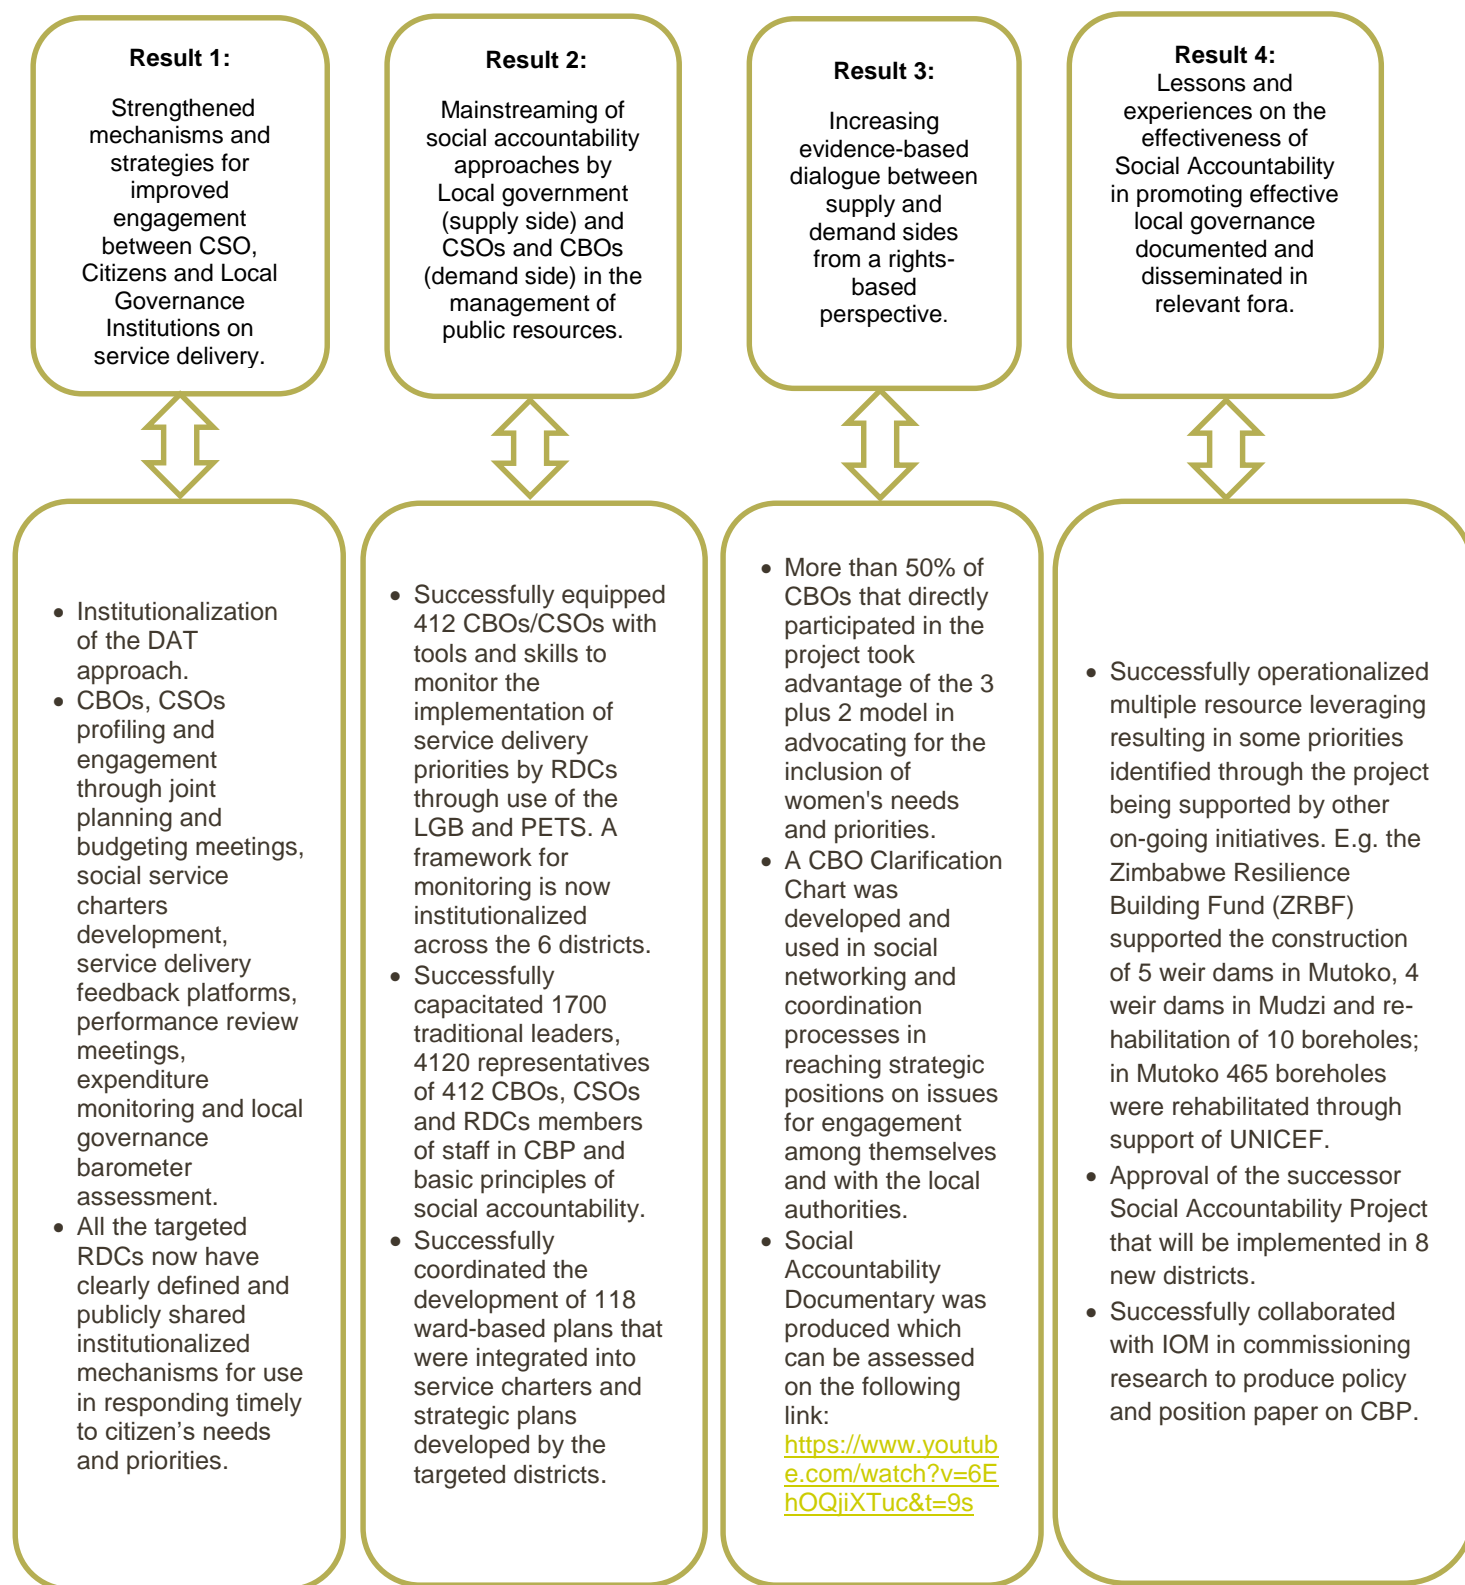 Result 1:
Strengthened
mechanisms and
strategies for
improved
engagement
between CSO,
Citizens and Local
Governance
Institutions on
service delivery.
Result 2:
Mainstreaming of
social accountability
approaches by
Local government
(supply side) and
CSOs and CBOs
(demand side) in the
management of
public resources.
Result 3:
Increasing
evidence-based
dialogue between
supply and
demand sides
from a rights-
based
perspective.
Result 4:
Lessons and
experiences on the
effectiveness of
Social Accountability
in promoting effective
local governance
documented and
disseminated in
relevant fora.
• Institutionalization
of the DAT
approach.
• CBOs, CSOs
profiling and
engagement
through joint
planning and
budgeting meetings,
social service
charters
development,
service delivery
feedback platforms,
performance review
meetings,
expenditure
monitoring and local
governance
barometer
assessment.
• All the targeted
RDCs now have
clearly defined and
publicly shared
institutionalized
mechanisms for use
in responding timely
to citizen’s needs
and priorities.
• Successfully equipped
412 CBOs/CSOs with
tools and skills to
monitor the
implementation of
service delivery
priorities by RDCs
through use of the
LGB and PETS. A
framework for
monitoring is now
institutionalized
across the 6 districts.
• Successfully
capacitated 1700
traditional leaders,
4120 representatives
of 412 CBOs, CSOs
and RDCs members
of staff in CBP and
basic principles of
social accountability.
• Successfully
coordinated the
development of 118
ward-based plans that
were integrated into
service charters and
strategic plans
developed by the
targeted districts.
• More than 50% of
CBOs that directly
participated in the
project took
advantage of the 3
plus 2 model in
advocating for the
inclusion of
women's needs
and priorities.
• A CBO Clarification
Chart was
developed and
used in social
networking and
coordination
processes in
reaching strategic
positions on issues
for engagement
among themselves
and with the local
authorities.
• Social
Accountability
Documentary was
produced which
can be assessed
on the following
link:
https://www.youtub
e.com/watch?v=6E
hOQjiXTuc&t=9s
• Successfully operationalized
multiple resource leveraging
resulting in some priorities
identified through the project
being supported by other
on-going initiatives. E.g. the
Zimbabwe Resilience
Building Fund (ZRBF)
supported the construction
of 5 weir dams in Mutoko, 4
weir dams in Mudzi and re-
habilitation of 10 boreholes;
in Mutoko 465 boreholes
were rehabilitated through
support of UNICEF.
• Approval of the successor
Social Accountability Project
that will be implemented in 8
new districts.
• Successfully collaborated
with IOM in commissioning
research to produce policy
and position paper on CBP.